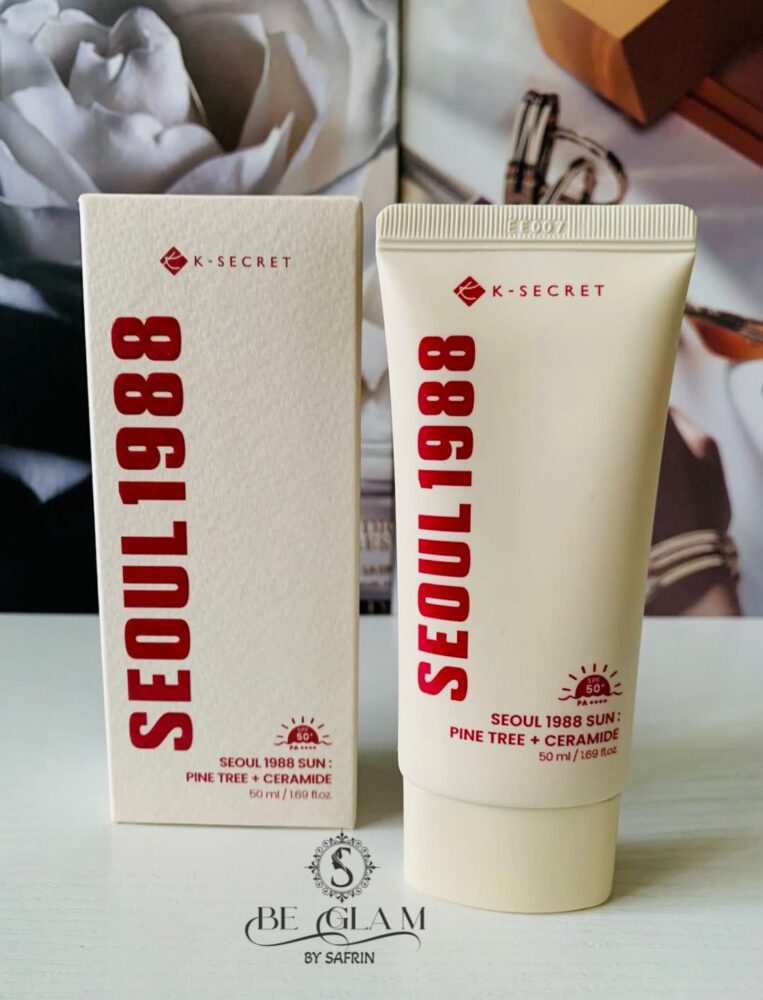 K-SECRET
SEOUL1988
SPF
50+
PA++++
SEOUL 1988 SUN :
PINE TREE + CERAMIDE
50 ml / 1.69 fl.oz.
EE007
K-SECRET
SEOUL1988
SPF
50+
PA++++
SEOUL 1988 SUN :
PINE TREE + CERAMIDE
50 ml / 1.69 fl.oz.
S
BE GLAM
BY SAFRIN